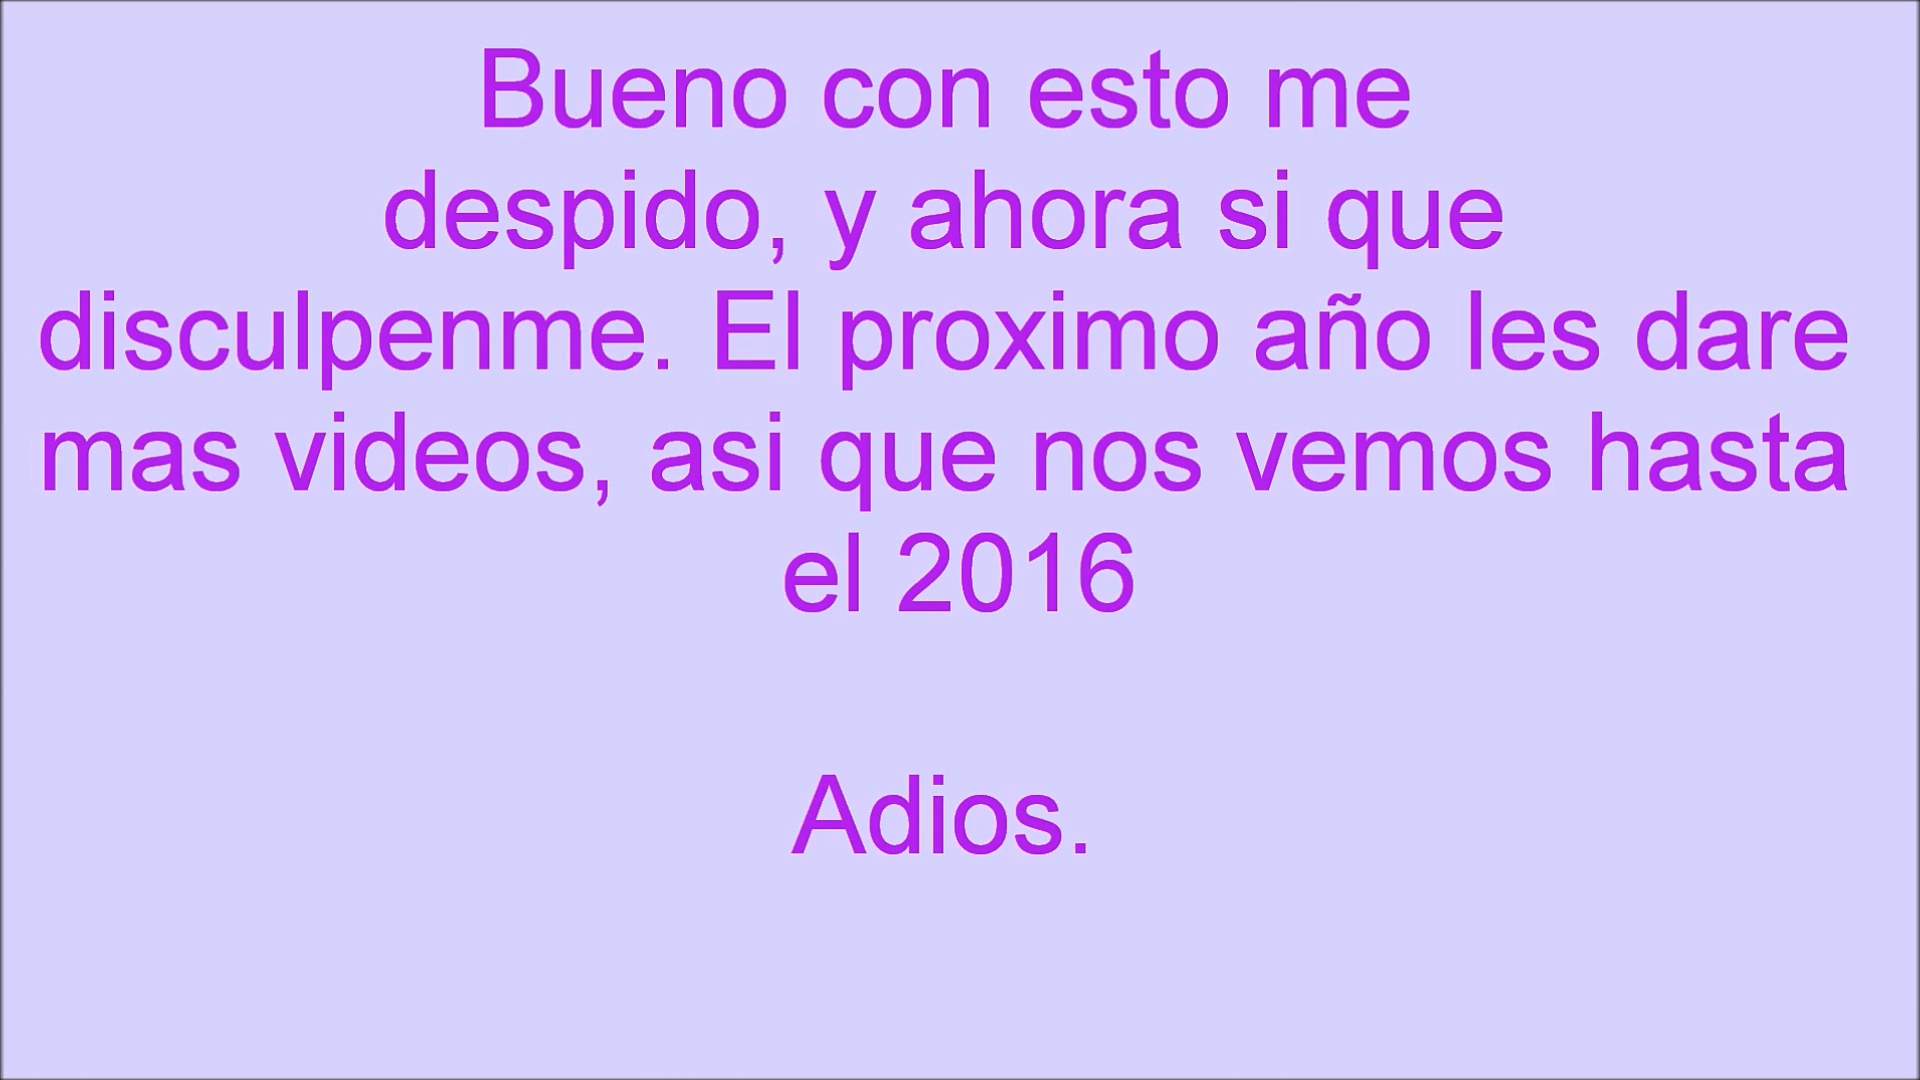 Bueno con esto me
despido, y ahora si que
disculpenme. El proximo año les dare
mas videos, asi que nos vemos hasta
el 2016
Adios.